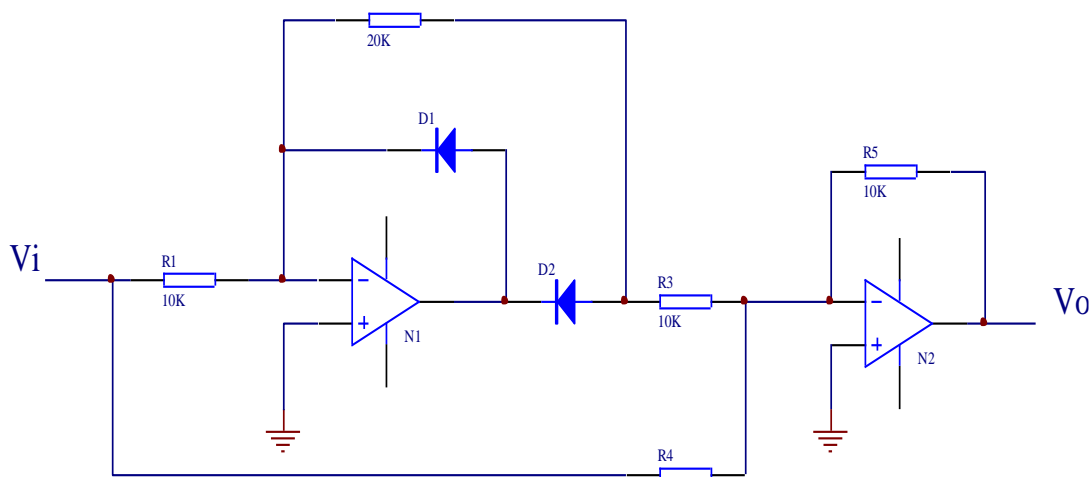 20K
D1
R5
10K
Vi
R1
10K
−
+
N1
D2
R3
10K
−
+
N2
Vo
R4